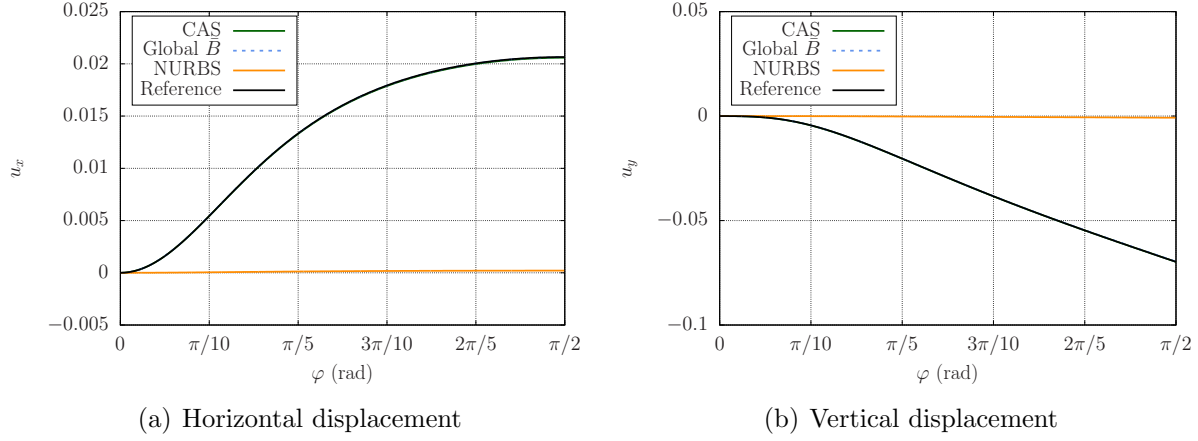 CAS
Global B̄
NURBS
Reference
0.025
0.02
0.015
0.01
0.005
0
−0.005
u_x
0
π/10
π/5
3π/10
2π/5
π/2
φ (rad)
(a) Horizontal displacement
CAS
Global B̄
NURBS
Reference
0.05
0
−0.05
−0.1
u_y
0
π/10
π/5
3π/10
2π/5
π/2
φ (rad)
(b) Vertical displacement